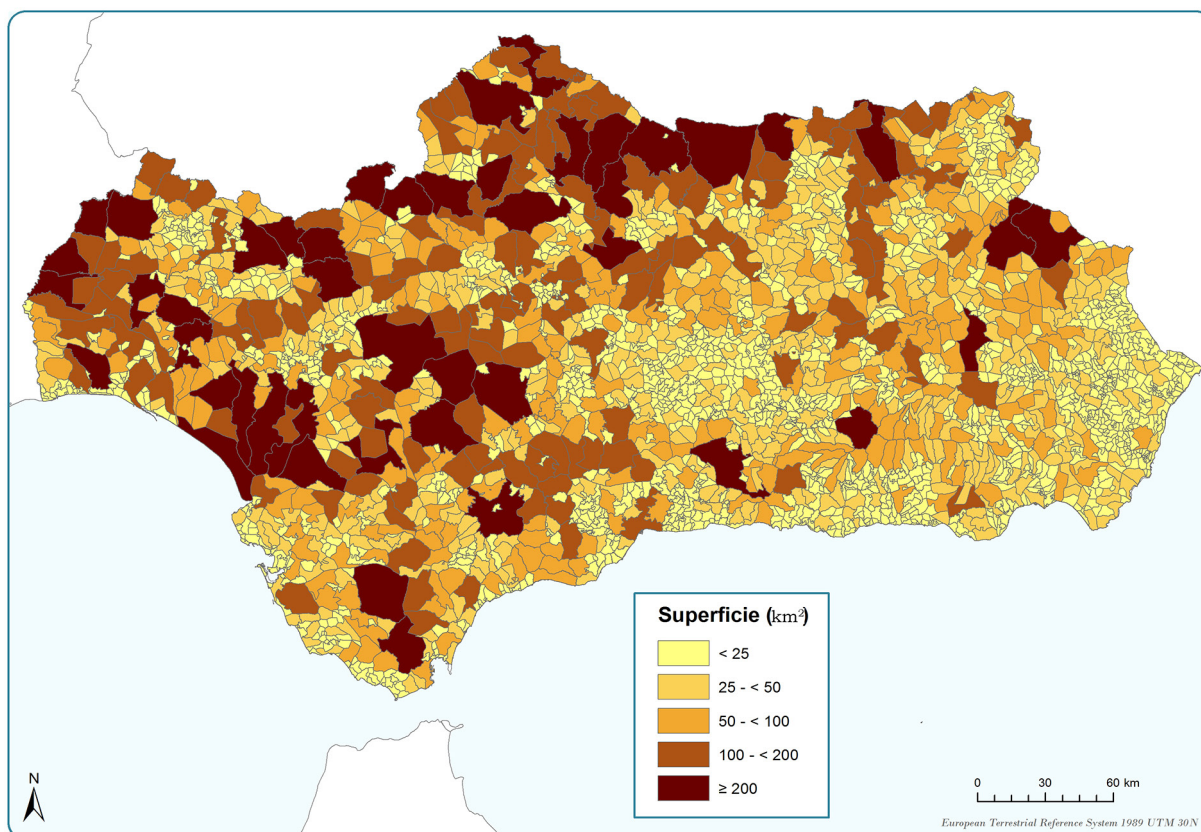 Superficie (km²)
< 25
25 - < 50
50 - < 100
100 - < 200
≥ 200
N
0 30 60 km
European Terrestrial Reference System 1989 UTM 30N